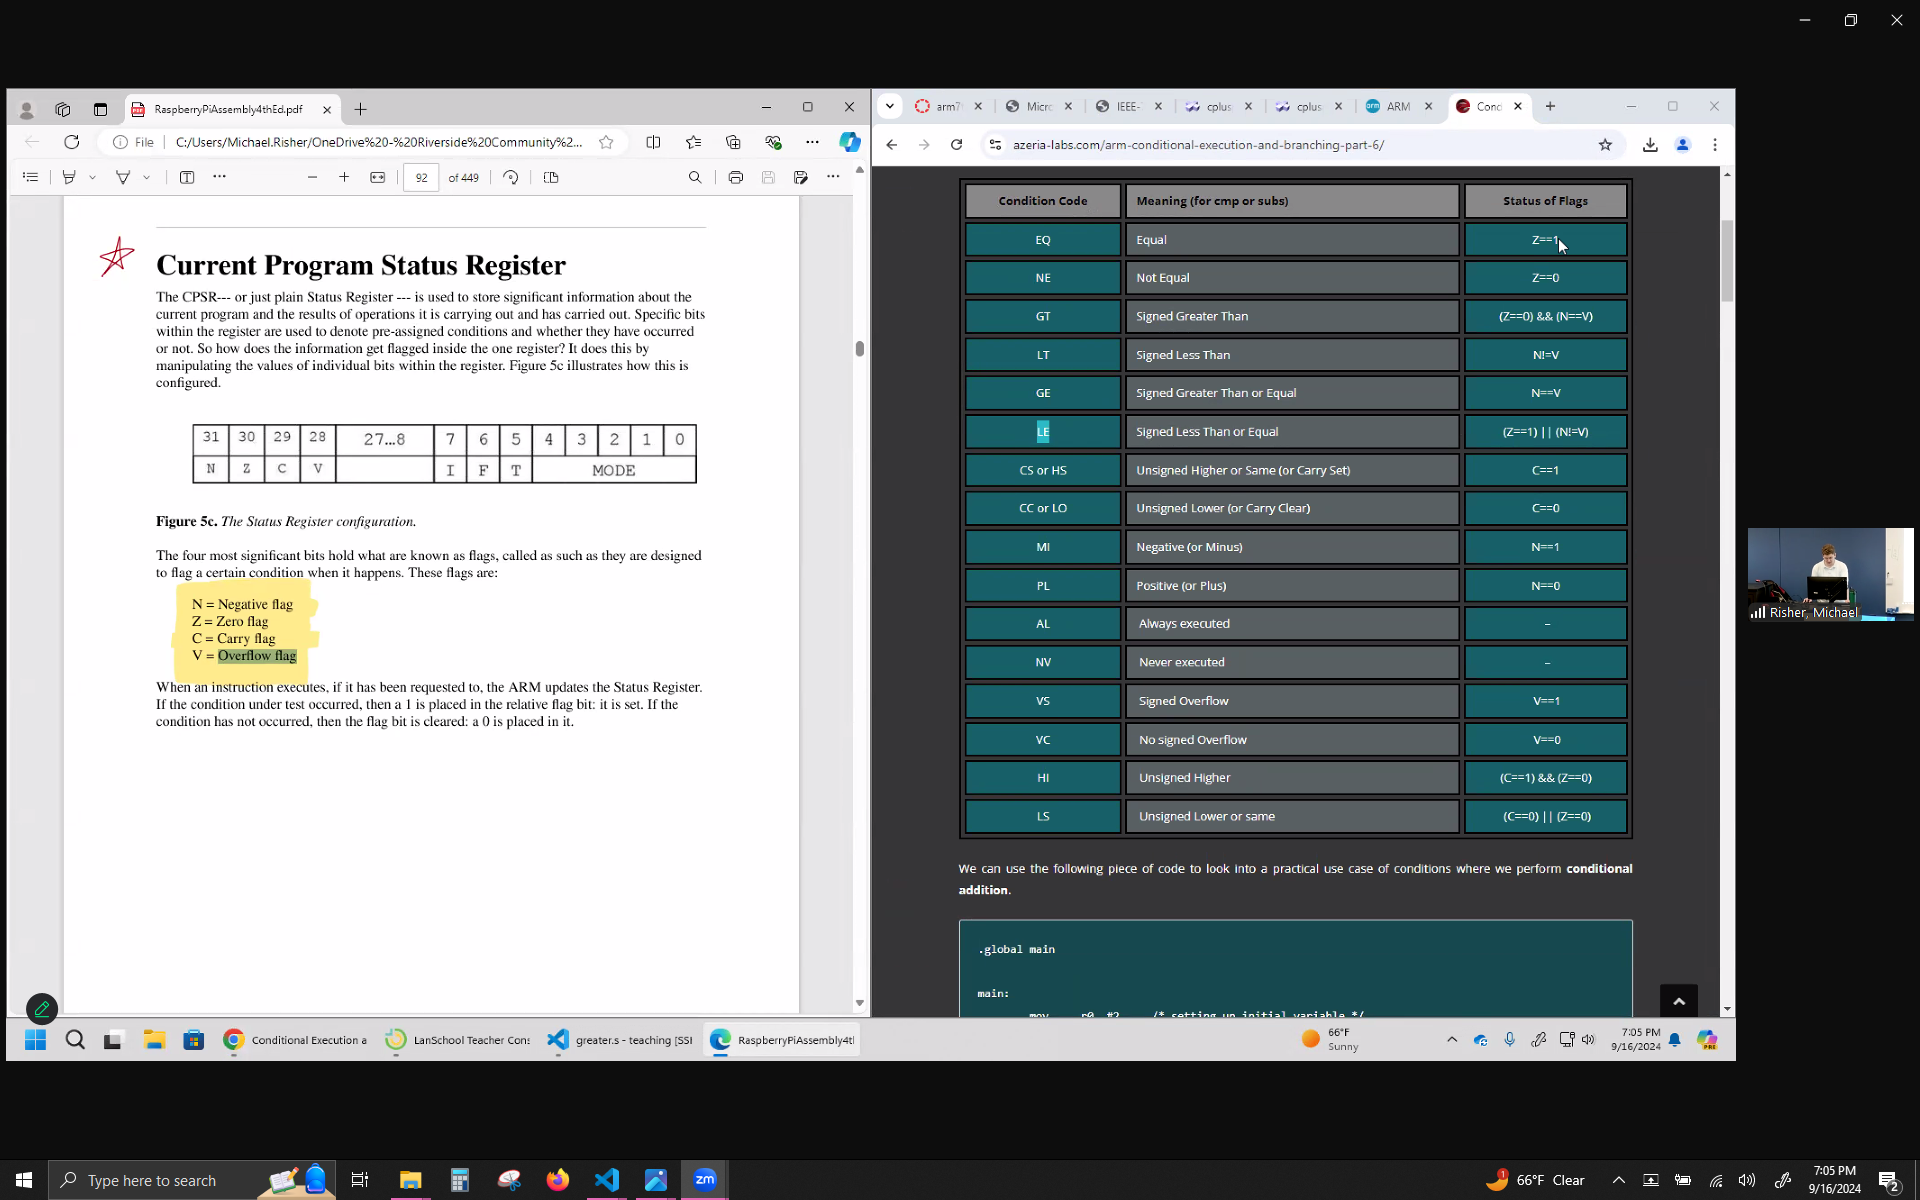 RaspberryPiAssembly4thEd.pdf
File
C:/Users/Michael.Risher/OneDrive%20-%20Riverside%20Community%2...
92 of 449
Current Program Status Register
The CPSR--- or just plain Status Register --- is used to store significant information about the
current program and the results of operations it is carrying out and has carried out. Specific bits
within the register are used to denote pre-assigned conditions and whether they have occurred
or not. So how does the information get flagged inside the one register? It does this by
manipulating the values of individual bits within the register. Figure 5c illustrates how this is
configured.
31 30 29 28 27...8 7 6 5 4 3 2 1 0
N Z C V I F T MODE
Figure 5c. The Status Register configuration.
The four most significant bits hold what are known as flags, called as such as they are designed
to flag a certain condition when it happens. These flags are:
N = Negative flag
Z = Zero flag
C = Carry flag
V = Overflow flag
When an instruction executes, if it has been requested to, the ARM updates the Status Register.
If the condition under test occurred, then a 1 is placed in the relative flag bit: it is set. If the
condition has not occurred, then the flag bit is cleared: a 0 is placed in it.
arm7 Micro IEEE- cplus cplus ARM Cond
azeria-labs.com/arm-conditional-execution-and-branching-part-6/
Condition Code Meaning (for cmp or subs) Status of Flags
EQ Equal Z==1
NE Not Equal Z==0
GT Signed Greater Than (Z==0) && (N==V)
LT Signed Less Than N!=V
GE Signed Greater Than or Equal N==V
LE Signed Less Than or Equal (Z==1) || (N!=V)
CS or HS Unsigned Higher or Same (or Carry Set) C==1
CC or LO Unsigned Lower (or Carry Clear) C==0
MI Negative (or Minus) N==1
PL Positive (or Plus) N==0
AL Always executed –
NV Never executed –
VS Signed Overflow V==1
VC No signed Overflow V==0
HI Unsigned Higher (C==1) && (Z==0)
LS Unsigned Lower or same (C==0) || (Z==0)
We can use the following piece of code to look into a practical use case of conditions where we perform conditional
addition.
.global main
main:
mov r0, #2 /* setting up initial variable */
Risher, Michael
Conditional Execution a
LanSchool Teacher Cons
greater.s - teaching [SSI
RaspberryPiAssembly4tl
66°F
Sunny
7:05 PM
9/16/2024
PRE
Type here to search
zm
1
66°F Clear
7:05 PM
9/16/2024
2